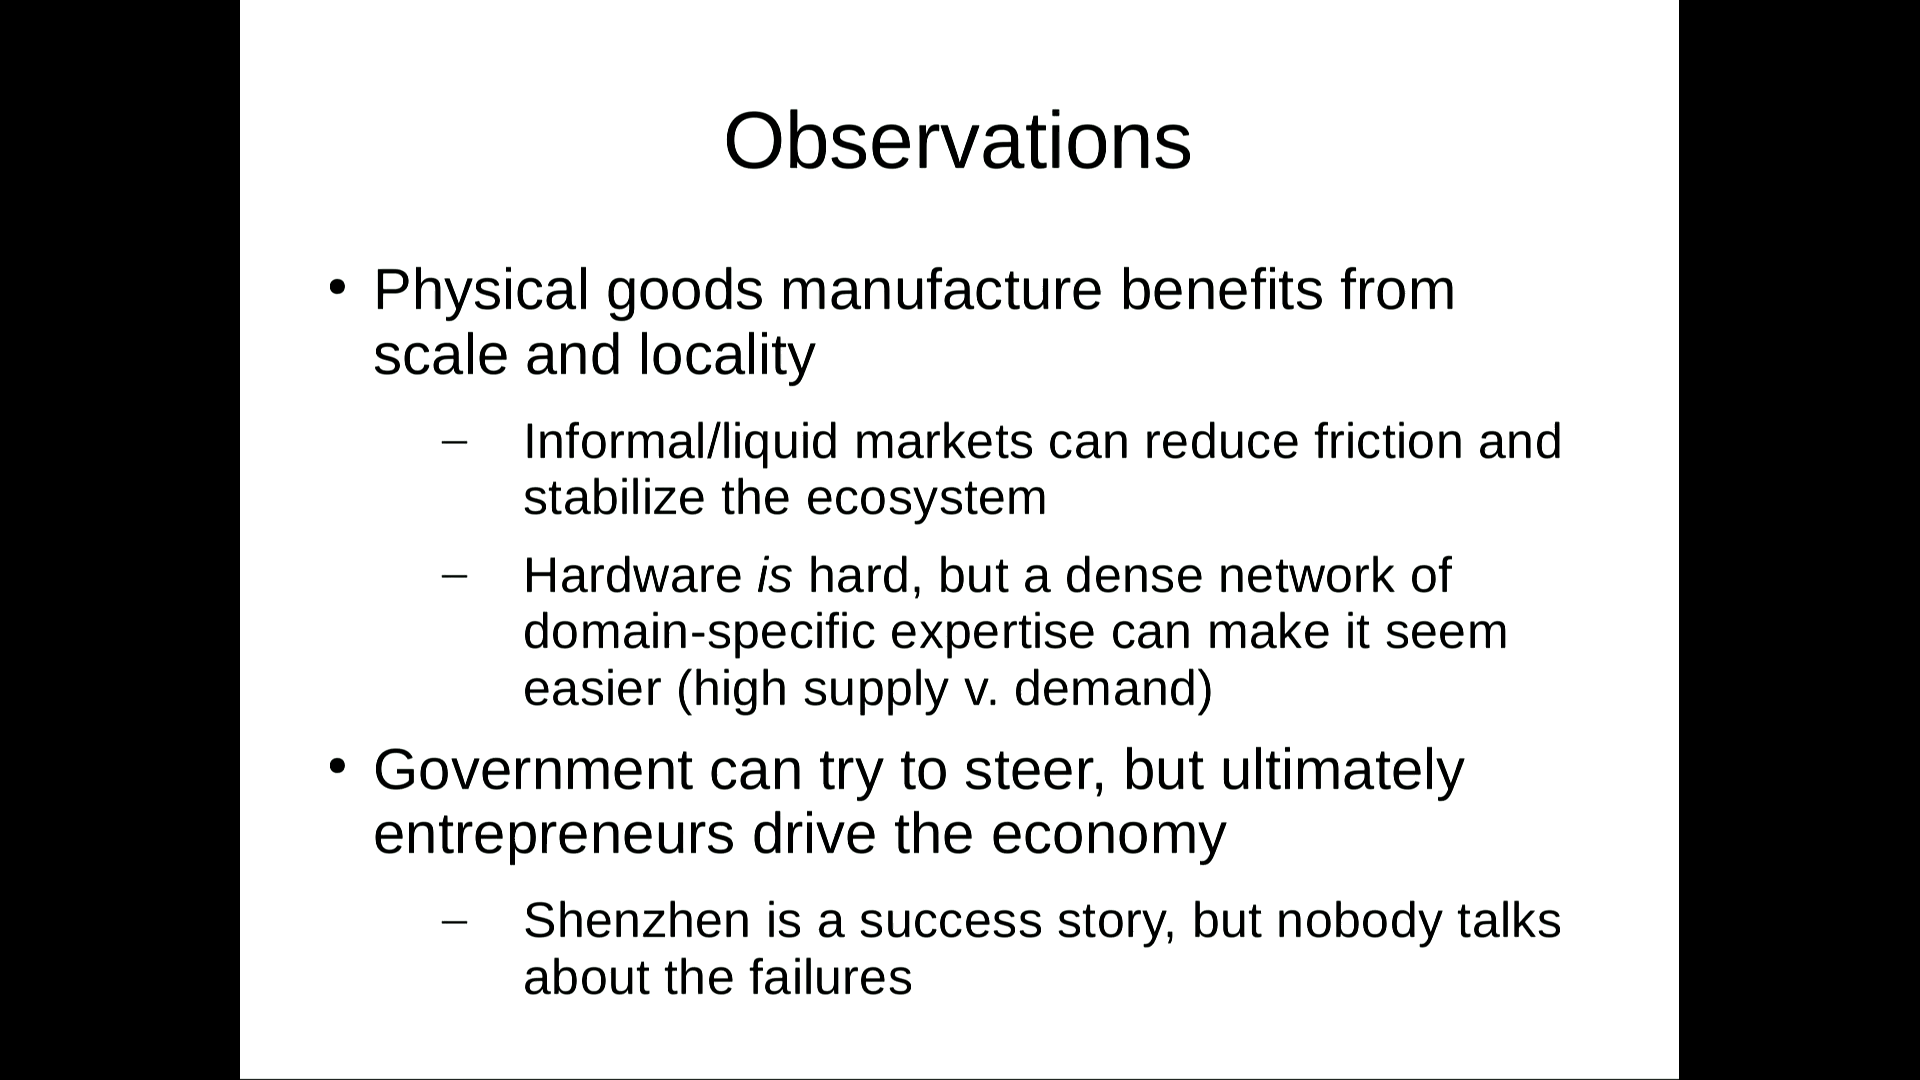 Observations
• Physical goods manufacture benefits from
scale and locality
– Informal/liquid markets can reduce friction and
stabilize the ecosystem
– Hardware is hard, but a dense network of
domain-specific expertise can make it seem
easier (high supply v. demand)
• Government can try to steer, but ultimately
entrepreneurs drive the economy
– Shenzhen is a success story, but nobody talks
about the failures